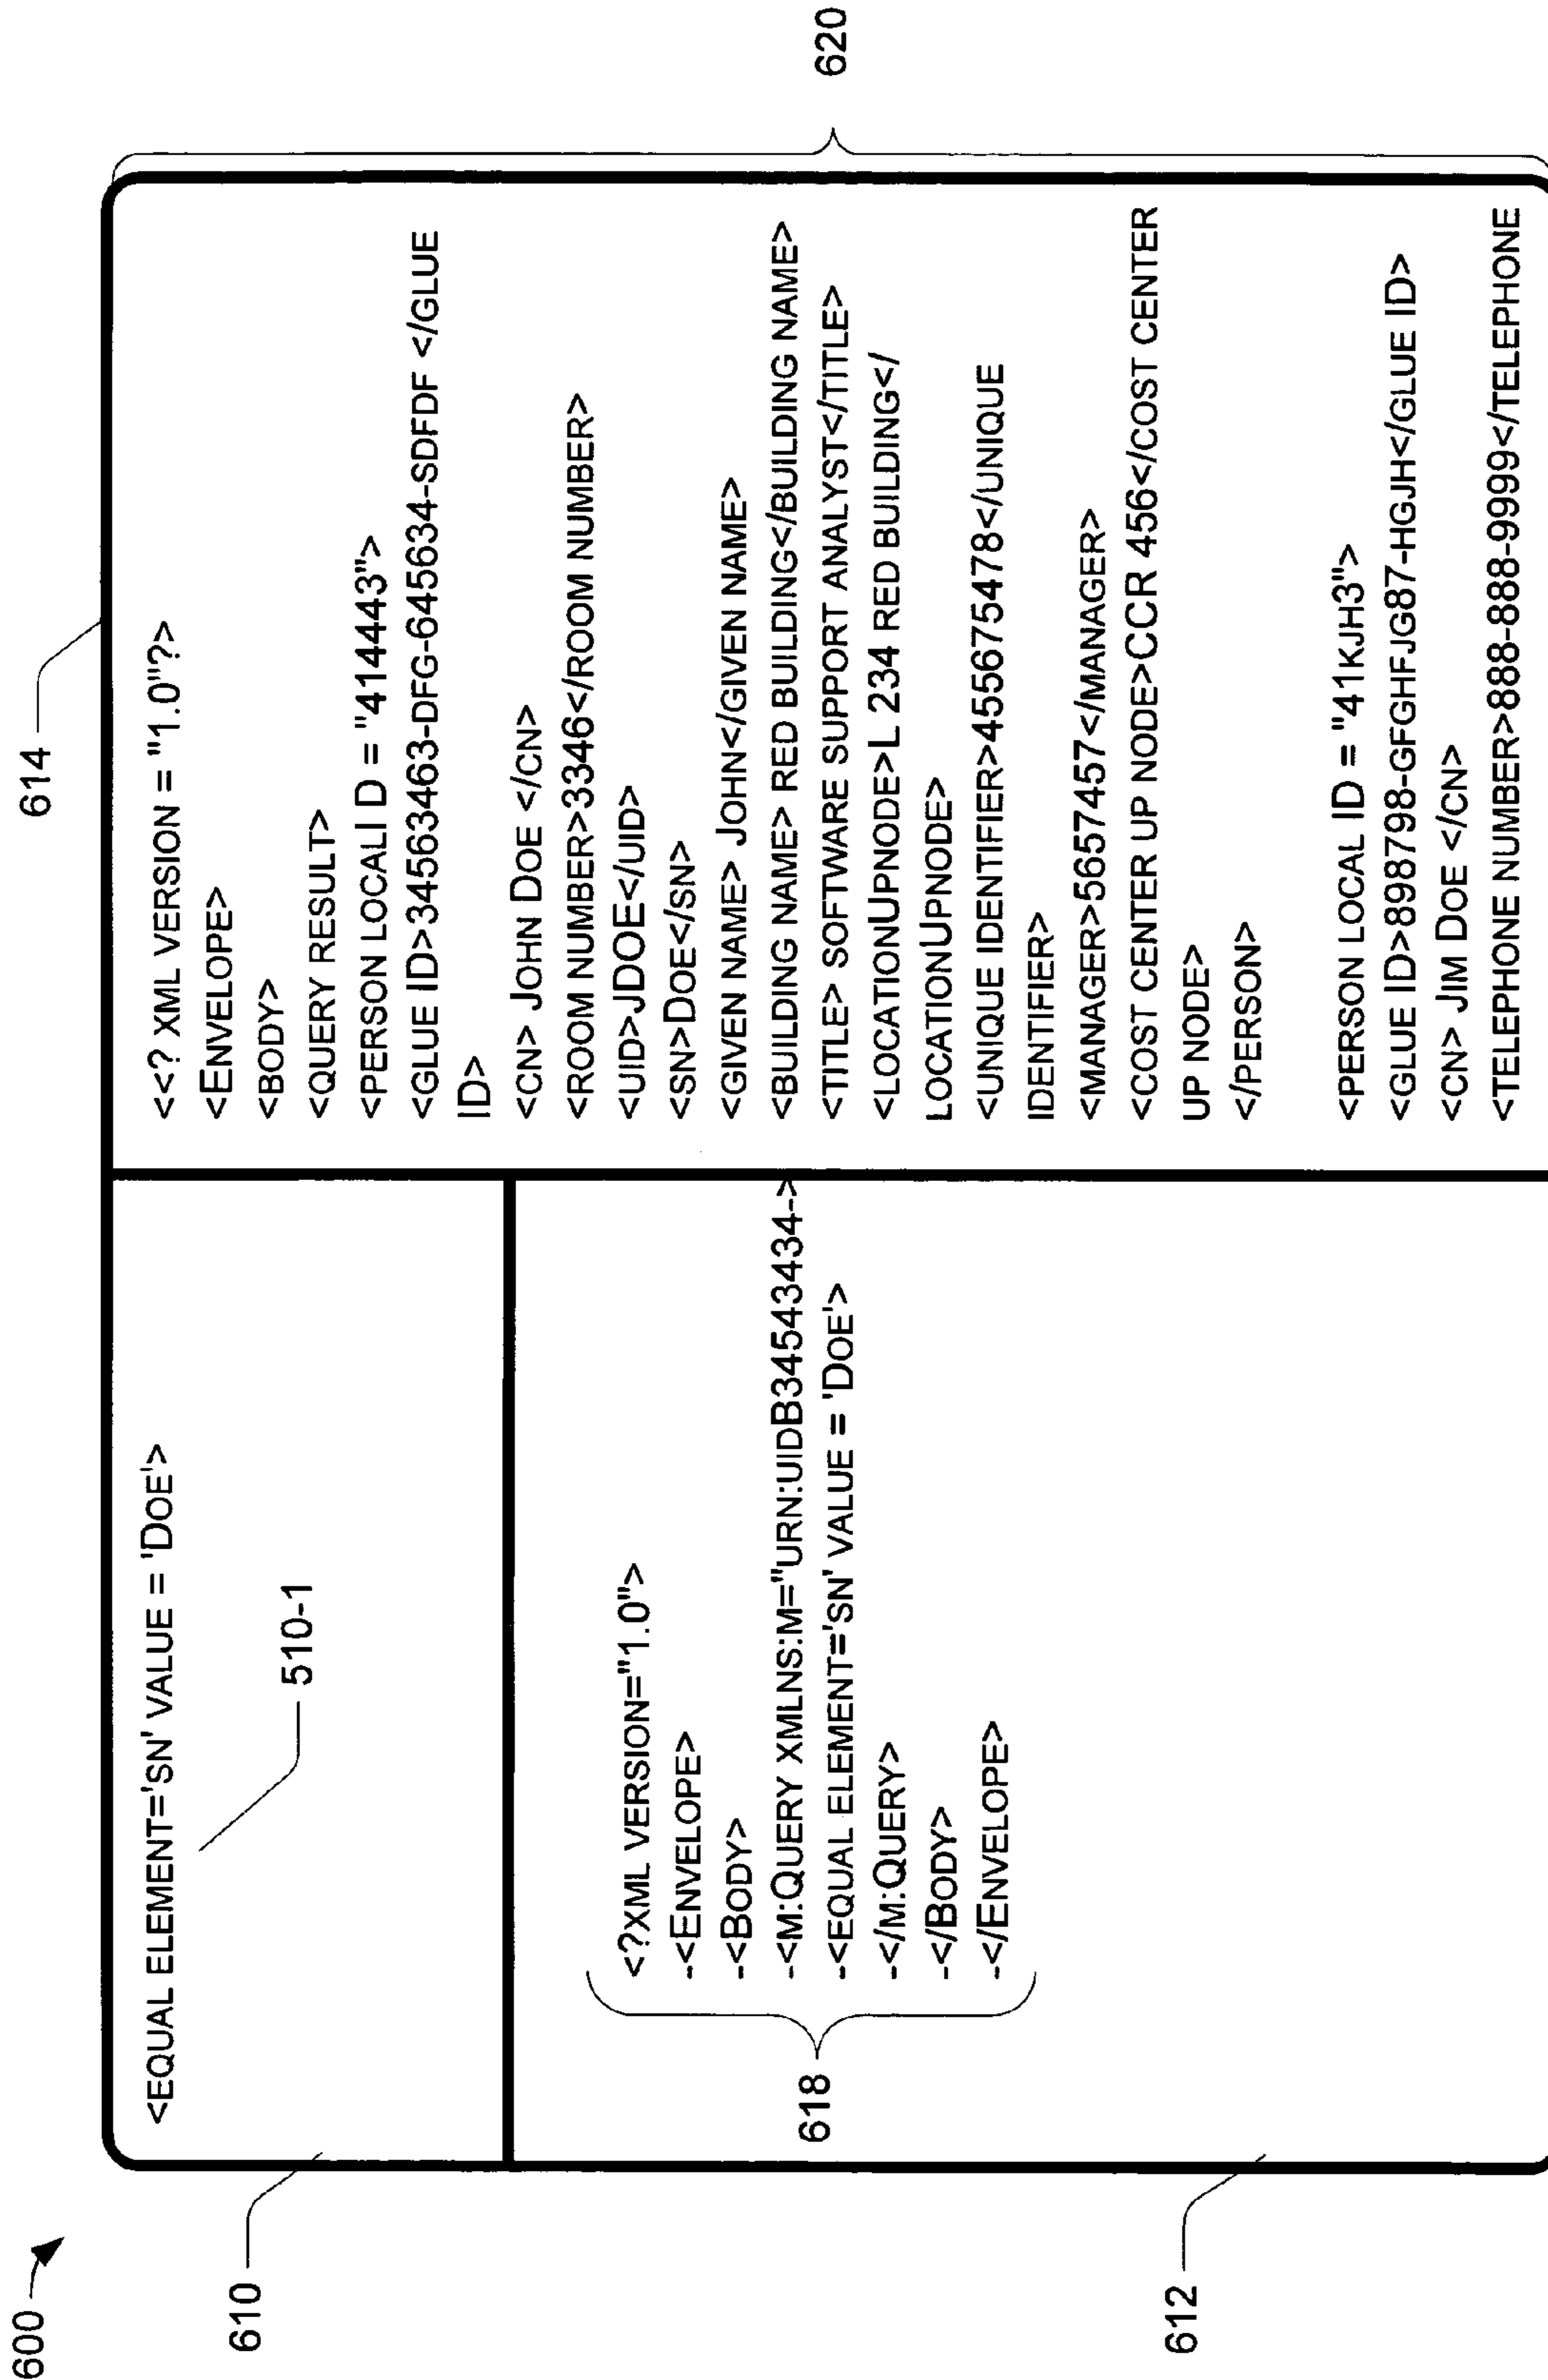 600
614
610
<EQUAL ELEMENT='SN' VALUE = 'DOE'>
510-1
612
618
<?XML VERSION="1.0">
-<ENVELOPE>
-<BODY>
-<M:QUERY XMLNS:M="URN:UIDB34543434->
-<EQUAL ELEMENT='SN' VALUE = 'DOE'>
-</M:QUERY>
-</BODY>
-</ENVELOPE>
<<? XML VERSION = "1.0"?>
<ENVELOPE>
<BODY>
<QUERY RESULT>
<PERSON LOCALI D = "414443">
<GLUE ID>34563463-DFG-645634-SDFDF </GLUE
ID>
<CN> JOHN DOE </CN>
<ROOM NUMBER>3346</ROOM NUMBER>
<UID>JDOE</UID>
<SN>DOE</SN>
<GIVEN NAME> JOHN</GIVEN NAME>
<BUILDING NAME> RED BUILDING</BUILDING NAME>
<TITLE> SOFTWARE SUPPORT ANALYST</TITLE>
<LOCATIONUPNODE>L 234 RED BUILDING</
LOCATIONUPNODE>
<UNIQUE IDENTIFIER>455675478</UNIQUE
IDENTIFIER>
<MANAGER>5657457</MANAGER>
<COST CENTER UP NODE>CCR 456</COST CENTER
UP NODE>
</PERSON>
<PERSON LOCAL ID = "41KJH3">
<GLUE ID>898798-GFGHFJG87-HGJH</GLUE ID>
<CN> JIM DOE </CN>
<TELEPHONE NUMBER>888-888-9999</TELEPHONE
620